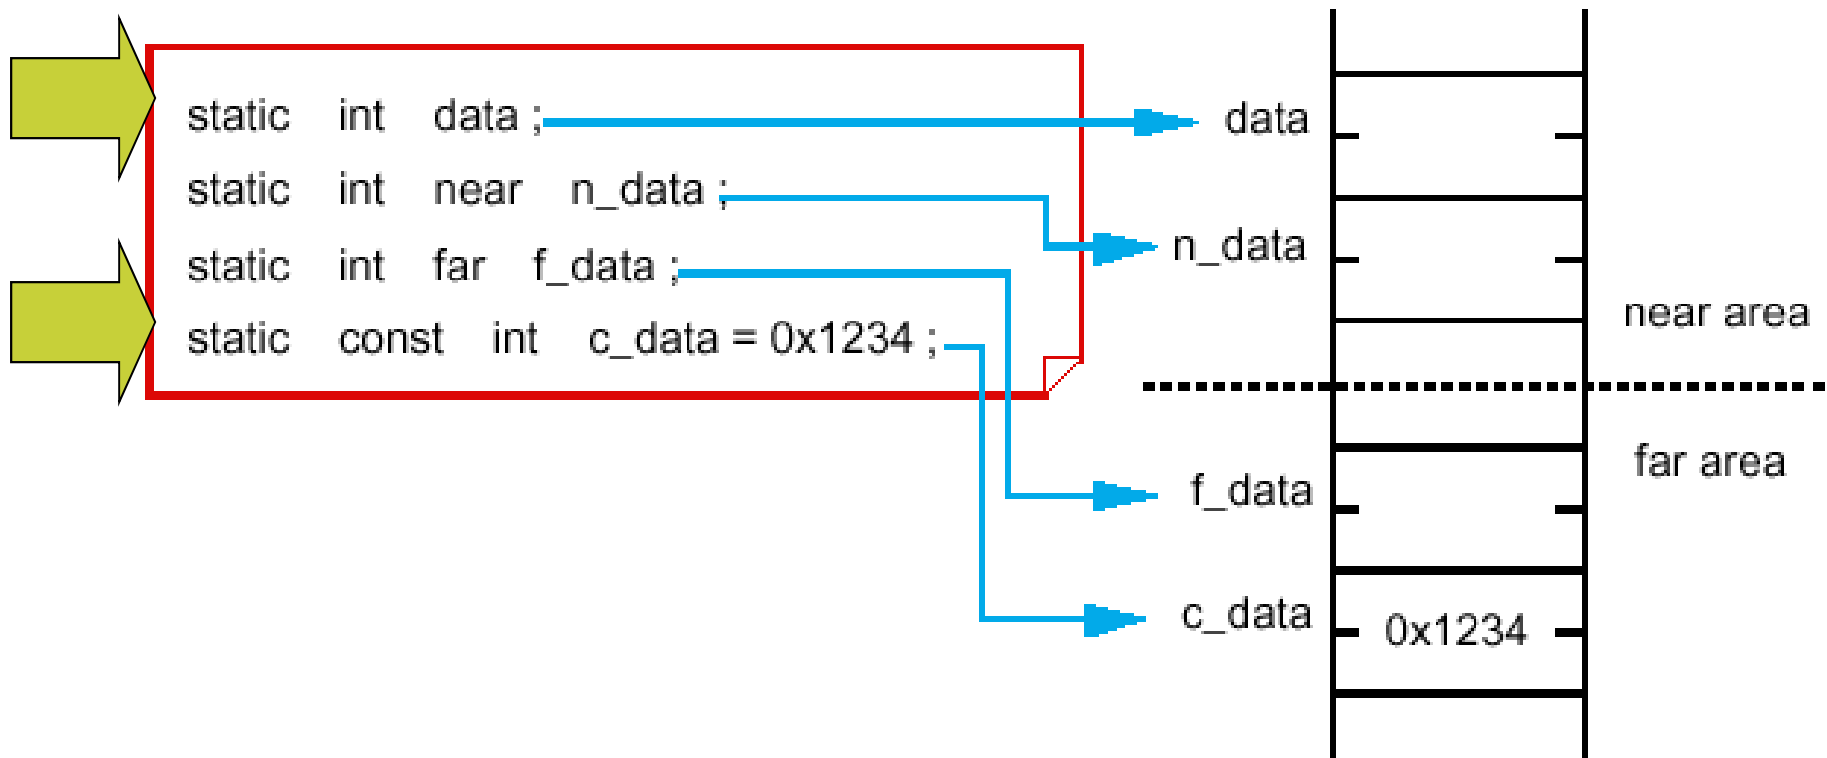 static int data ;
static int near n_data ;
static int far f_data ;
static const int c_data = 0x1234 ;
data
n_data
near area
far area
f_data
c_data
0x1234